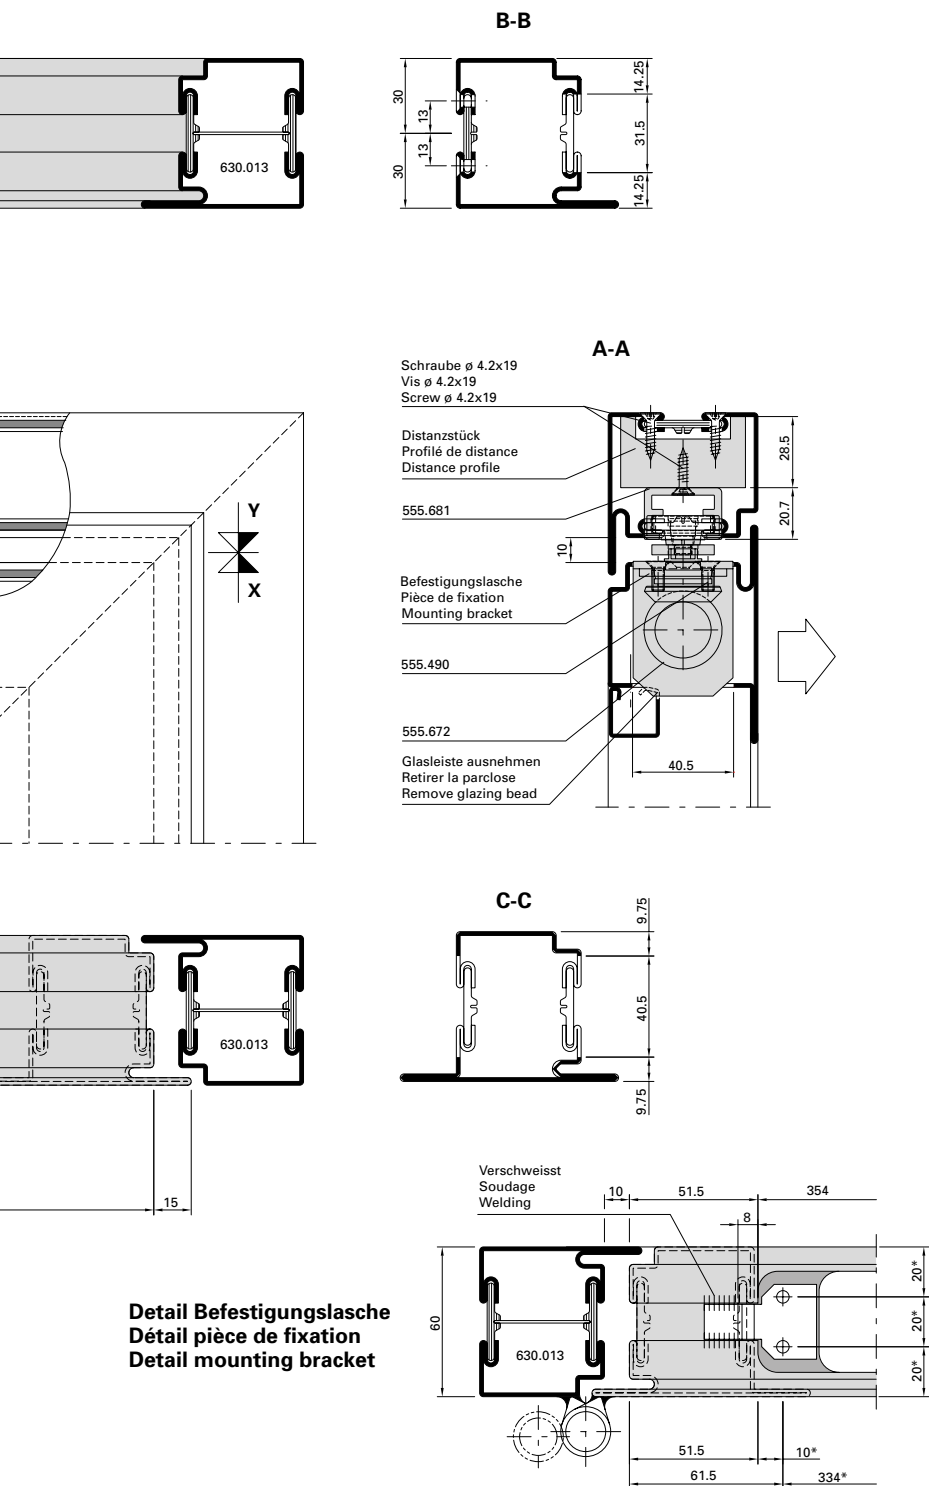 B-B
630.013
30
30
13
13
14.25
31.5
14.25
A-A
Schraube ø 4.2x19
Vis ø 4.2x19
Screw ø 4.2x19
Distanzstück
Profilé de distance
Distance profile
555.681
10
Befestigungslasche
Pièce de fixation
Mounting bracket
555.490
555.672
Glasleiste ausnehmen
Retirer la parclose
Remove glazing bead
28.5
20.7
40.5
Y
X
C-C
630.013
15
9.75
40.5
9.75
Verschweisst
Soudage
Welding
10
51.5
354
8
Detail Befestigungslasche
Détail pièce de fixation
Detail mounting bracket
60
630.013
20*
20*
20*
51.5
10*
61.5
334*